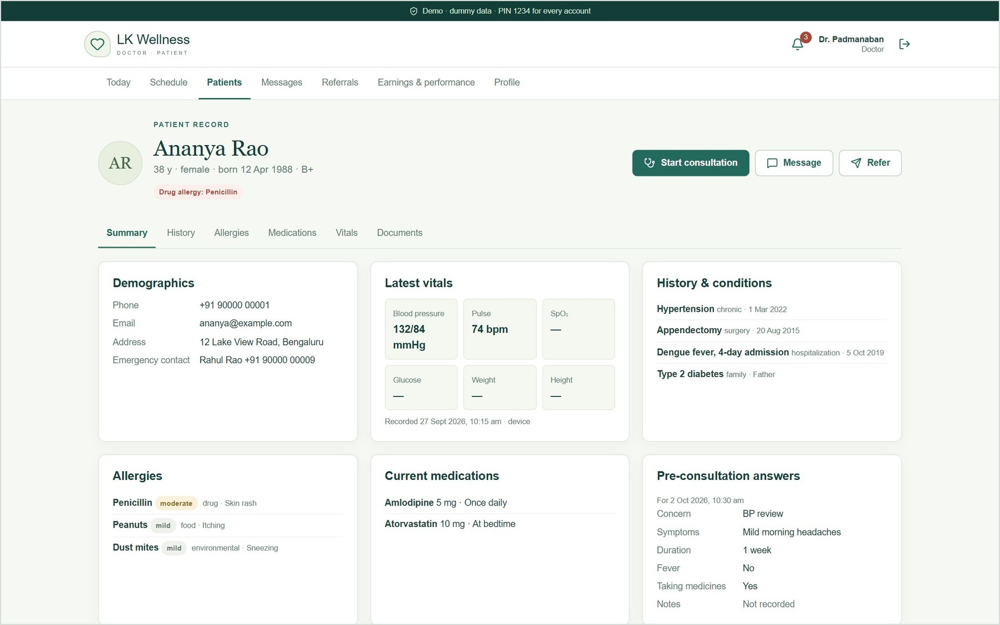 Demo · dummy data · PIN 1234 for every account
LK Wellness
DOCTOR · PATIENT
3
Dr. Padmanaban
Doctor
Today
Schedule
Patients
Messages
Referrals
Earnings & performance
Profile
PATIENT RECORD
AR
Ananya Rao
38 y · female · born 12 Apr 1988 · B+
Drug allergy: Penicillin
Start consultation
Message
Refer
Summary
History
Allergies
Medications
Vitals
Documents
Demographics
Phone +91 90000 00001
Email ananya@example.com
Address 12 Lake View Road, Bengaluru
Emergency contact Rahul Rao +91 90000 00009
Latest vitals
Blood pressure
132/84
mmHg
Pulse
74 bpm
SpO₂
—
Glucose
—
Weight
—
Height
—
Recorded 27 Sept 2026, 10:15 am · device
History & conditions
Hypertension chronic · 1 Mar 2022
Appendectomy surgery · 20 Aug 2015
Dengue fever, 4-day admission hospitalization · 5 Oct 2019
Type 2 diabetes family · Father
Allergies
Penicillin moderate drug · Skin rash
Peanuts mild food · Itching
Dust mites mild environmental · Sneezing
Current medications
Amlodipine 5 mg · Once daily
Atorvastatin 10 mg · At bedtime
Pre-consultation answers
For 2 Oct 2026, 10:30 am
Concern BP review
Symptoms Mild morning headaches
Duration 1 week
Fever No
Taking medicines Yes
Notes Not recorded